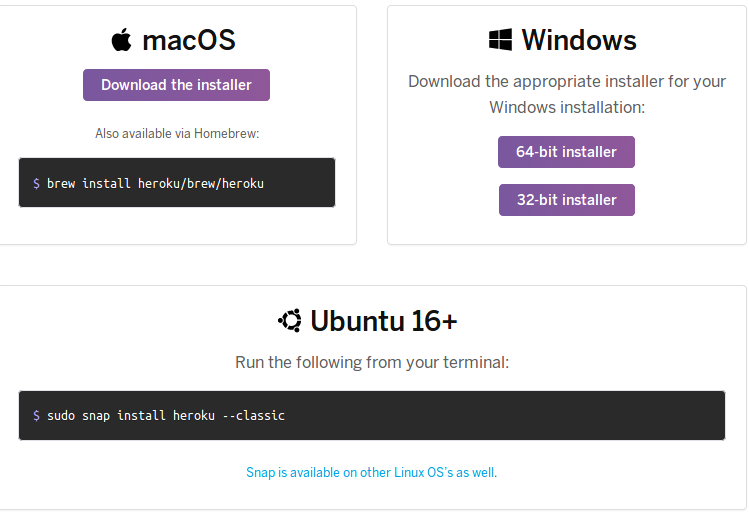 macOS
Download the installer
Also available via Homebrew:
$ brew install heroku/brew/heroku
Windows
Download the appropriate installer for your
Windows installation:
64-bit installer
32-bit installer
Ubuntu 16+
Run the following from your terminal:
$ sudo snap install heroku --classic
Snap is available on other Linux OS's as well.